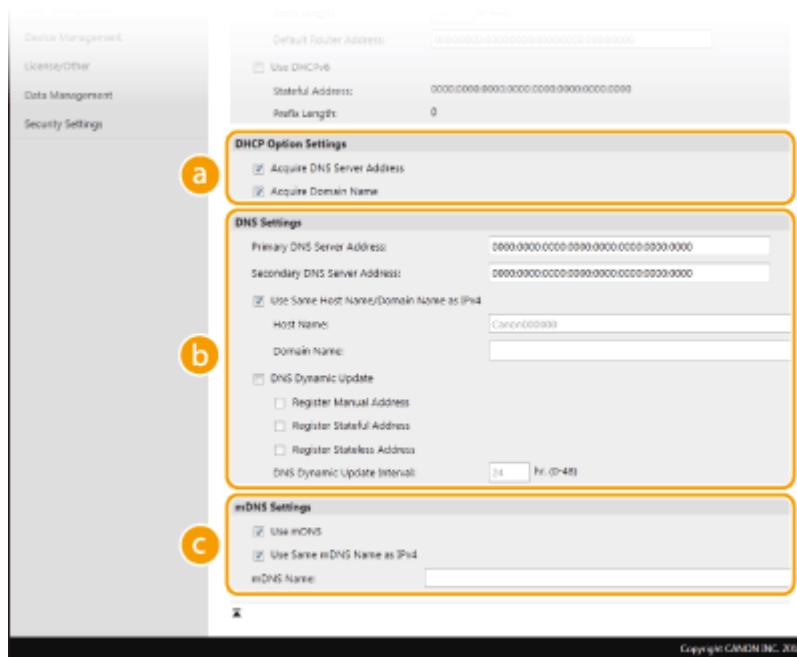 Device Management
License/Other
Data Management
Security Settings
Default Router Address:
Use DHCPv6
Stateful Address: 0000:0000:0000:0000:0000:0000:0000:0000
Prefix Length: 0
a
DHCP Option Settings
Acquire DNS Server Address
Acquire Domain Name
b
DNS Settings
Primary DNS Server Address: 0000:0000:0000:0000:0000:0000:0000:0000
Secondary DNS Server Address: 0000:0000:0000:0000:0000:0000:0000:0000
Use Same Host Name/Domain Name as IPv4
Host Name: Canon000000
Domain Name:
DNS Dynamic Update
Register Manual Address
Register Stateful Address
Register Stateless Address
DNS Dynamic Update Interval: 24 hr. (0-48)
c
mDNS Settings
Use mDNS
Use Same mDNS Name as IPv4
mDNS Name:
Copyright CANON INC. 20